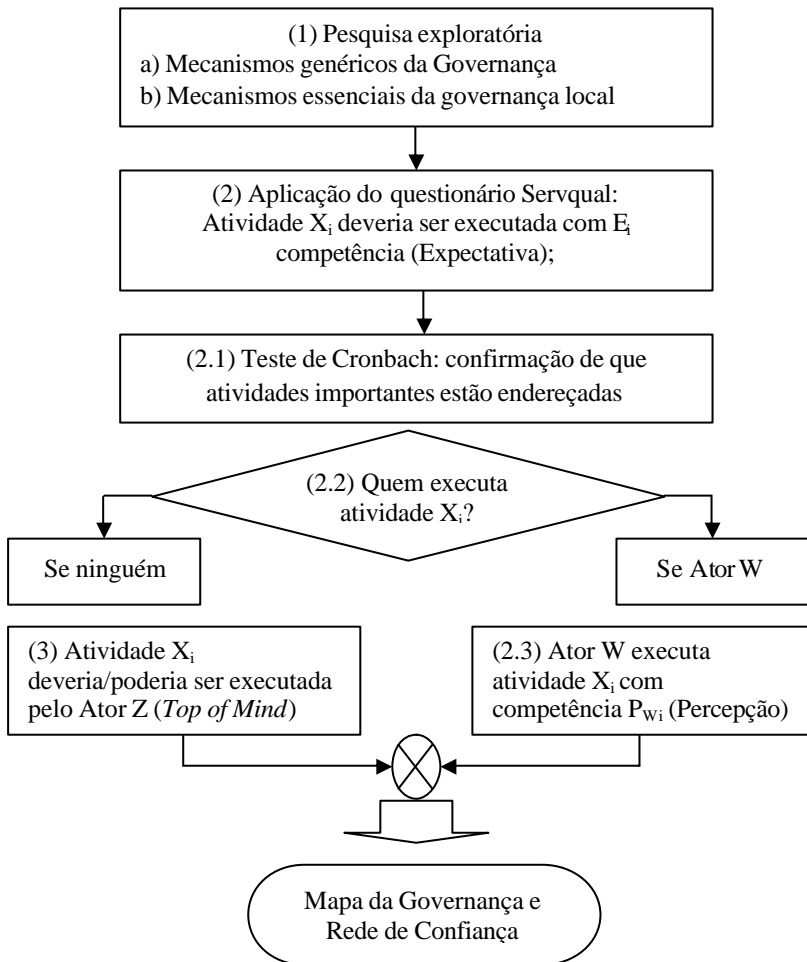 (1) Pesquisa exploratória
a) Mecanismos genéricos da Governança
b) Mecanismos essenciais da governança local
(2) Aplicação do questionário Servqual:
Atividade Xi deveria ser executada com Ei
competência (Expectativa);
(2.1) Teste de Cronbach: confirmação de que
atividades importantes estão endereçadas
(2.2) Quem executa
atividade Xi?
Se ninguém
Se Ator W
(3) Atividade Xi
deveria/poderia ser executada
pelo Ator Z (Top of Mind)
(2.3) Ator W executa
atividade Xi com
competência PWi (Percepção)
Mapa da Governança e
Rede de Confiança